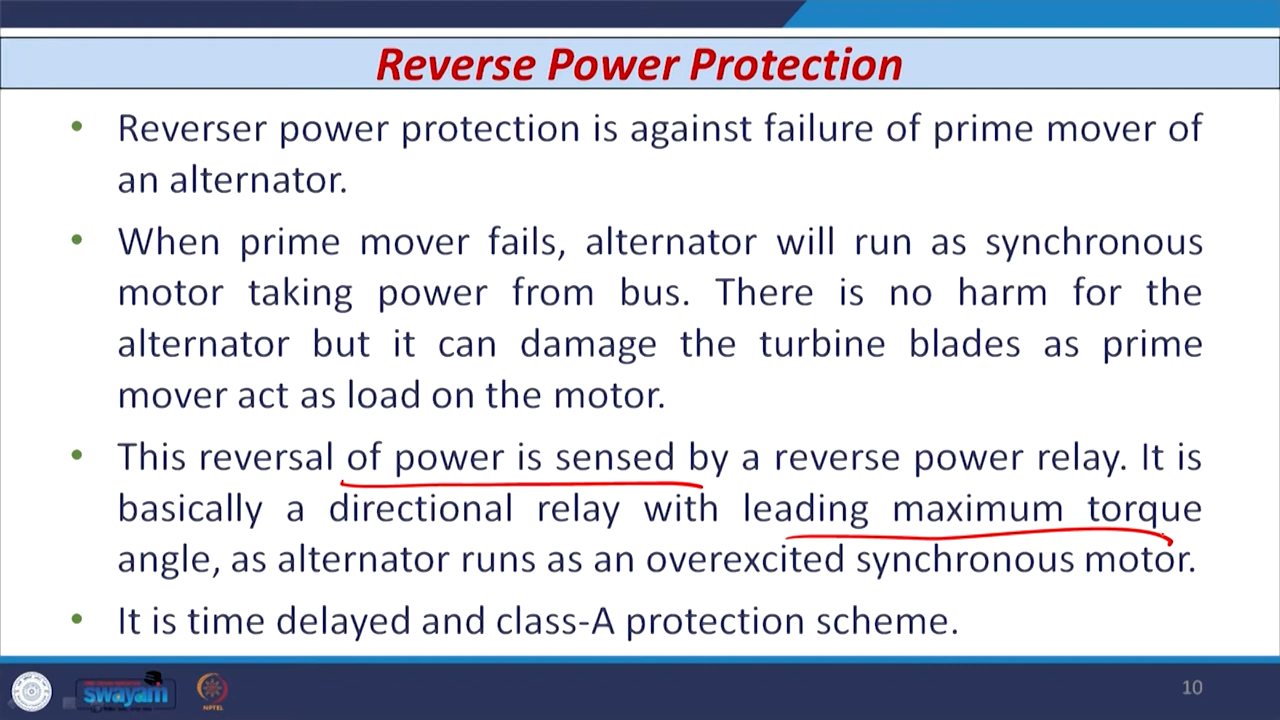 Reverse Power Protection
• Reverser power protection is against failure of prime mover of
an alternator.
• When prime mover fails, alternator will run as synchronous
motor taking power from bus. There is no harm for the
alternator but it can damage the turbine blades as prime
mover act as load on the motor.
• This reversal of power is sensed by a reverse power relay. It is
basically a directional relay with leading maximum torque
angle, as alternator runs as an overexcited synchronous motor.
• It is time delayed and class-A protection scheme.
swayam
NPTEL
10